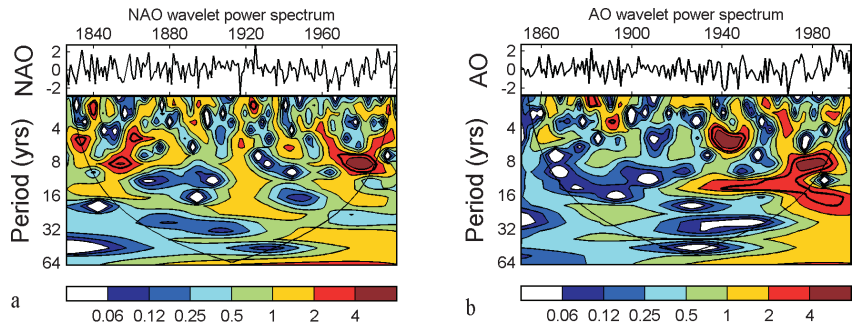 NAO wavelet power spectrum
1840 1880 1920 1960
NAO
2
0
-2
Period (yrs)
4
8
16
32
64
a
0.06 0.12 0.25 0.5 1 2 4
AO wavelet power spectrum
1860 1900 1940 1980
AO
2
0
-2
Period (yrs)
4
8
16
32
64
b
0.06 0.12 0.25 0.5 1 2 4